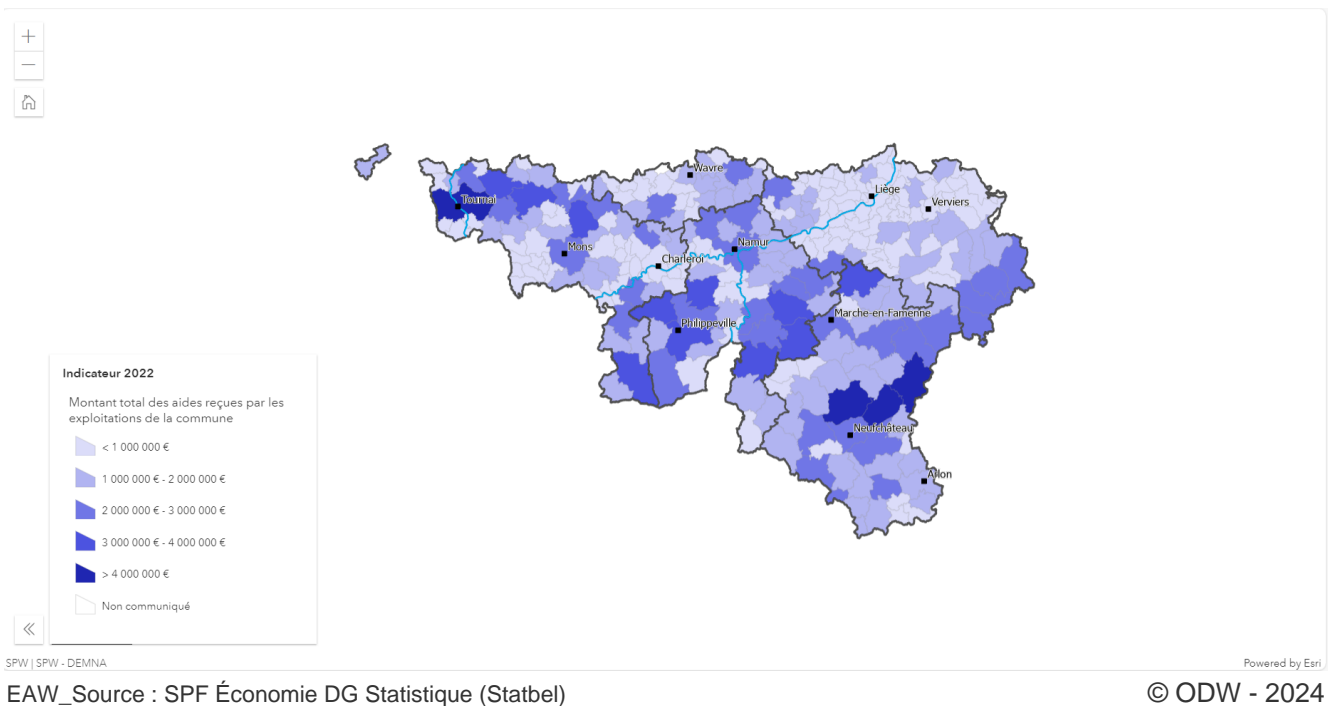 Wavre
Liège
Verviers
Tournai
Mons
Namur
Charleroi
Marche-en-Famenne
Philippeville
Neufchâteau
Arlon
Indicateur 2022
Montant total des aides reçues par les
exploitations de la commune
< 1 000 000 €
1 000 000 € - 2 000 000 €
2 000 000 € - 3 000 000 €
3 000 000 € - 4 000 000 €
> 4 000 000 €
Non communiqué
SPW | SPW - DEMNA
Powered by Esri
EAW_Source : SPF Économie DG Statistique (Statbel)
© ODW - 2024